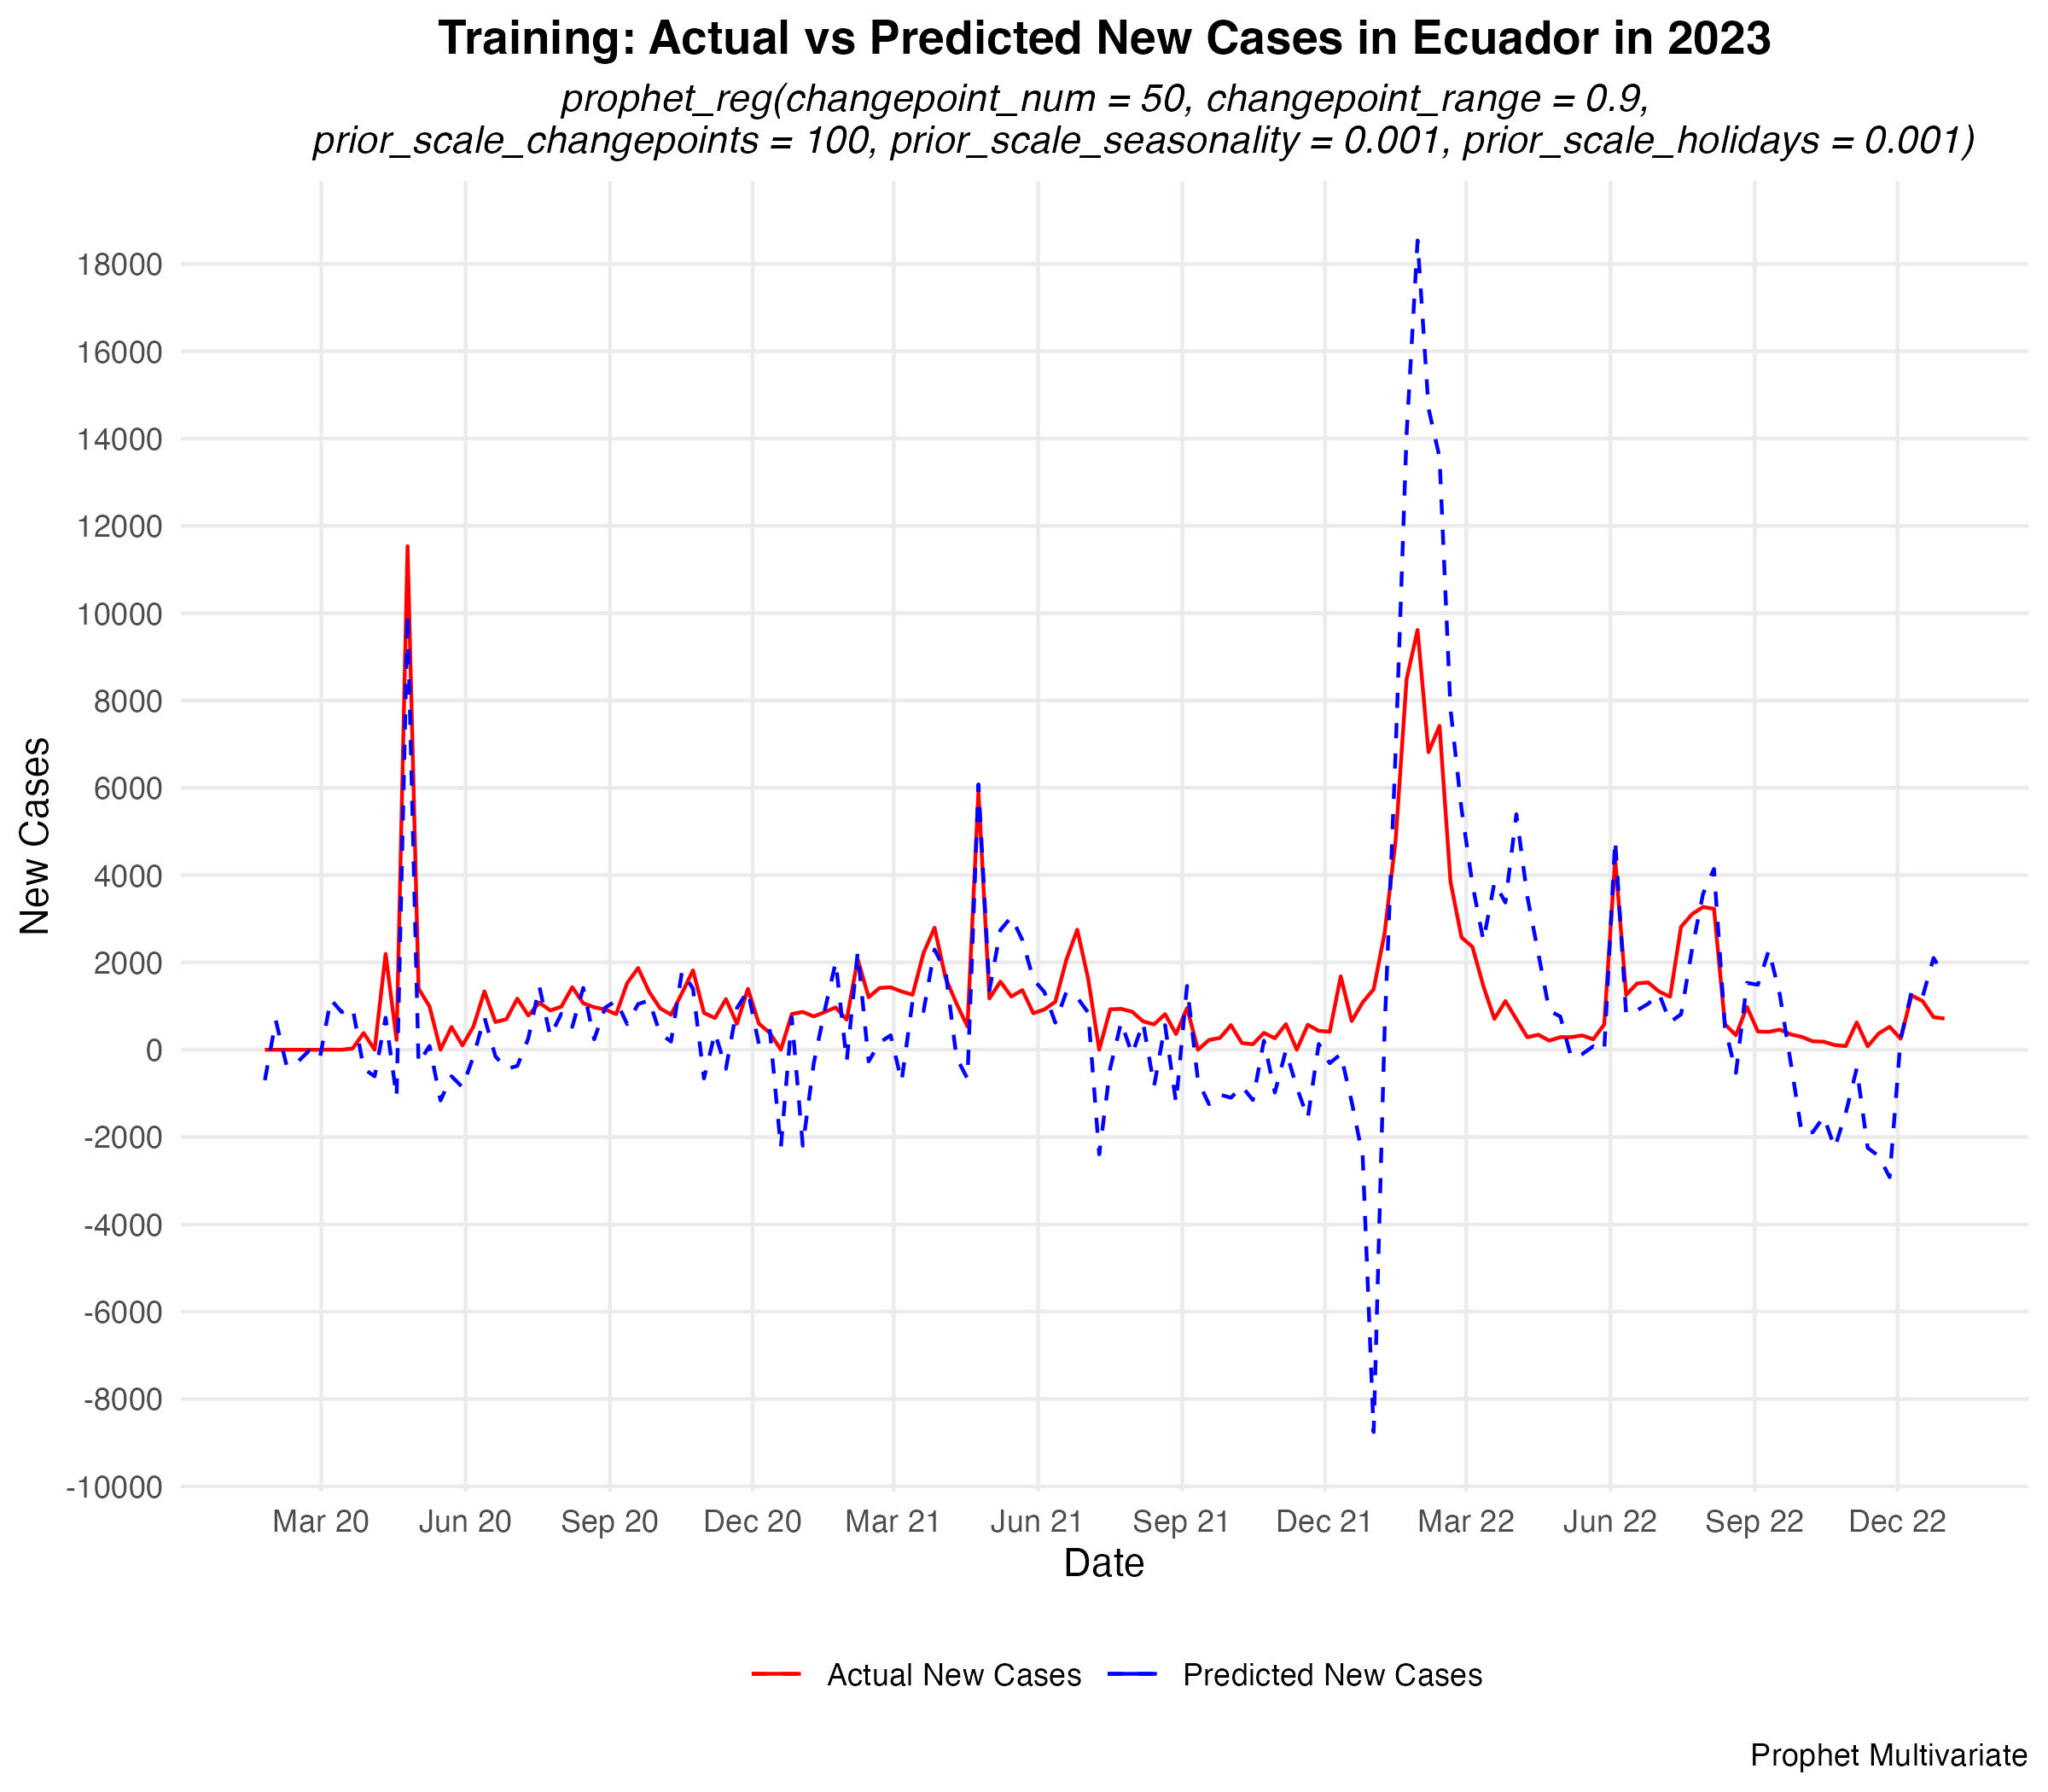 Training: Actual vs Predicted New Cases in Ecuador in 2023
prophet_reg(changepoint_num = 50, changepoint_range = 0.9,
prior_scale_changepoints = 100, prior_scale_seasonality = 0.001, prior_scale_holidays = 0.001)
New Cases
18000
16000
14000
12000
10000
8000
6000
4000
2000
0
-2000
-4000
-6000
-8000
-10000
Mar 20 Jun 20 Sep 20 Dec 20 Mar 21 Jun 21 Sep 21 Dec 21 Mar 22 Jun 22 Sep 22 Dec 22
Date
Actual New Cases Predicted New Cases
Prophet Multivariate